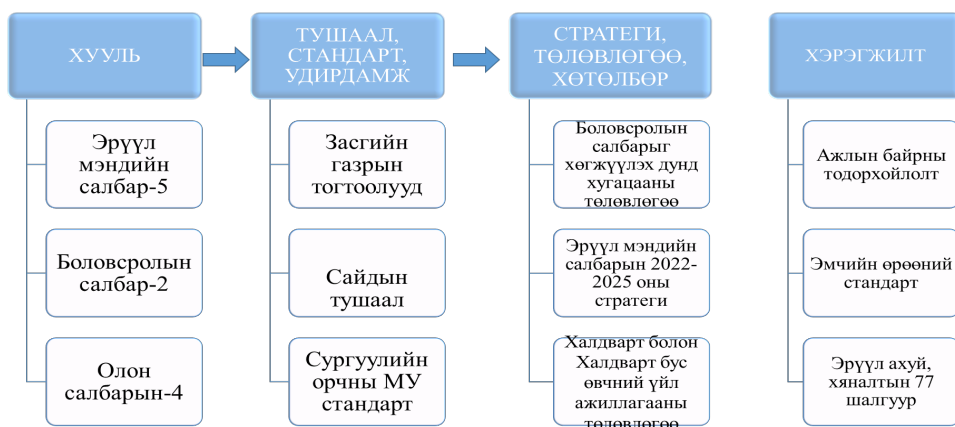 ХУУЛЬ
Эрүүл
мэндийн
салбар-5
Боловсролын
салбар-2
Олон
салбарын-4
ТУШААЛ,
СТАНДАРТ,
УДИРДАМЖ
Засгийн
газрын
тогтоолууд
Сайдын
тушаал
Сургуулийн
орчны МУ
стандарт
СТРАТЕГИ,
ТӨЛӨВЛӨГӨӨ,
ХӨТӨЛБӨР
Боловсролын
салбарыг
хөгжүүлэх дунд
хугацааны
төлөвлөгөө
Эрүүл мэндийн
салбарын 2022-
2025 оны
стратеги
Халдварт болон
Халдварт бус
өвчний үйл
ажиллагааны
төлөвлөгөө
ХЭРЭГЖИЛТ
Ажлын байрны
тодорхойлолт
Эмчийн өрөөний
стандарт
Эрүүл ахуй,
хяналтын 77
шалгуур